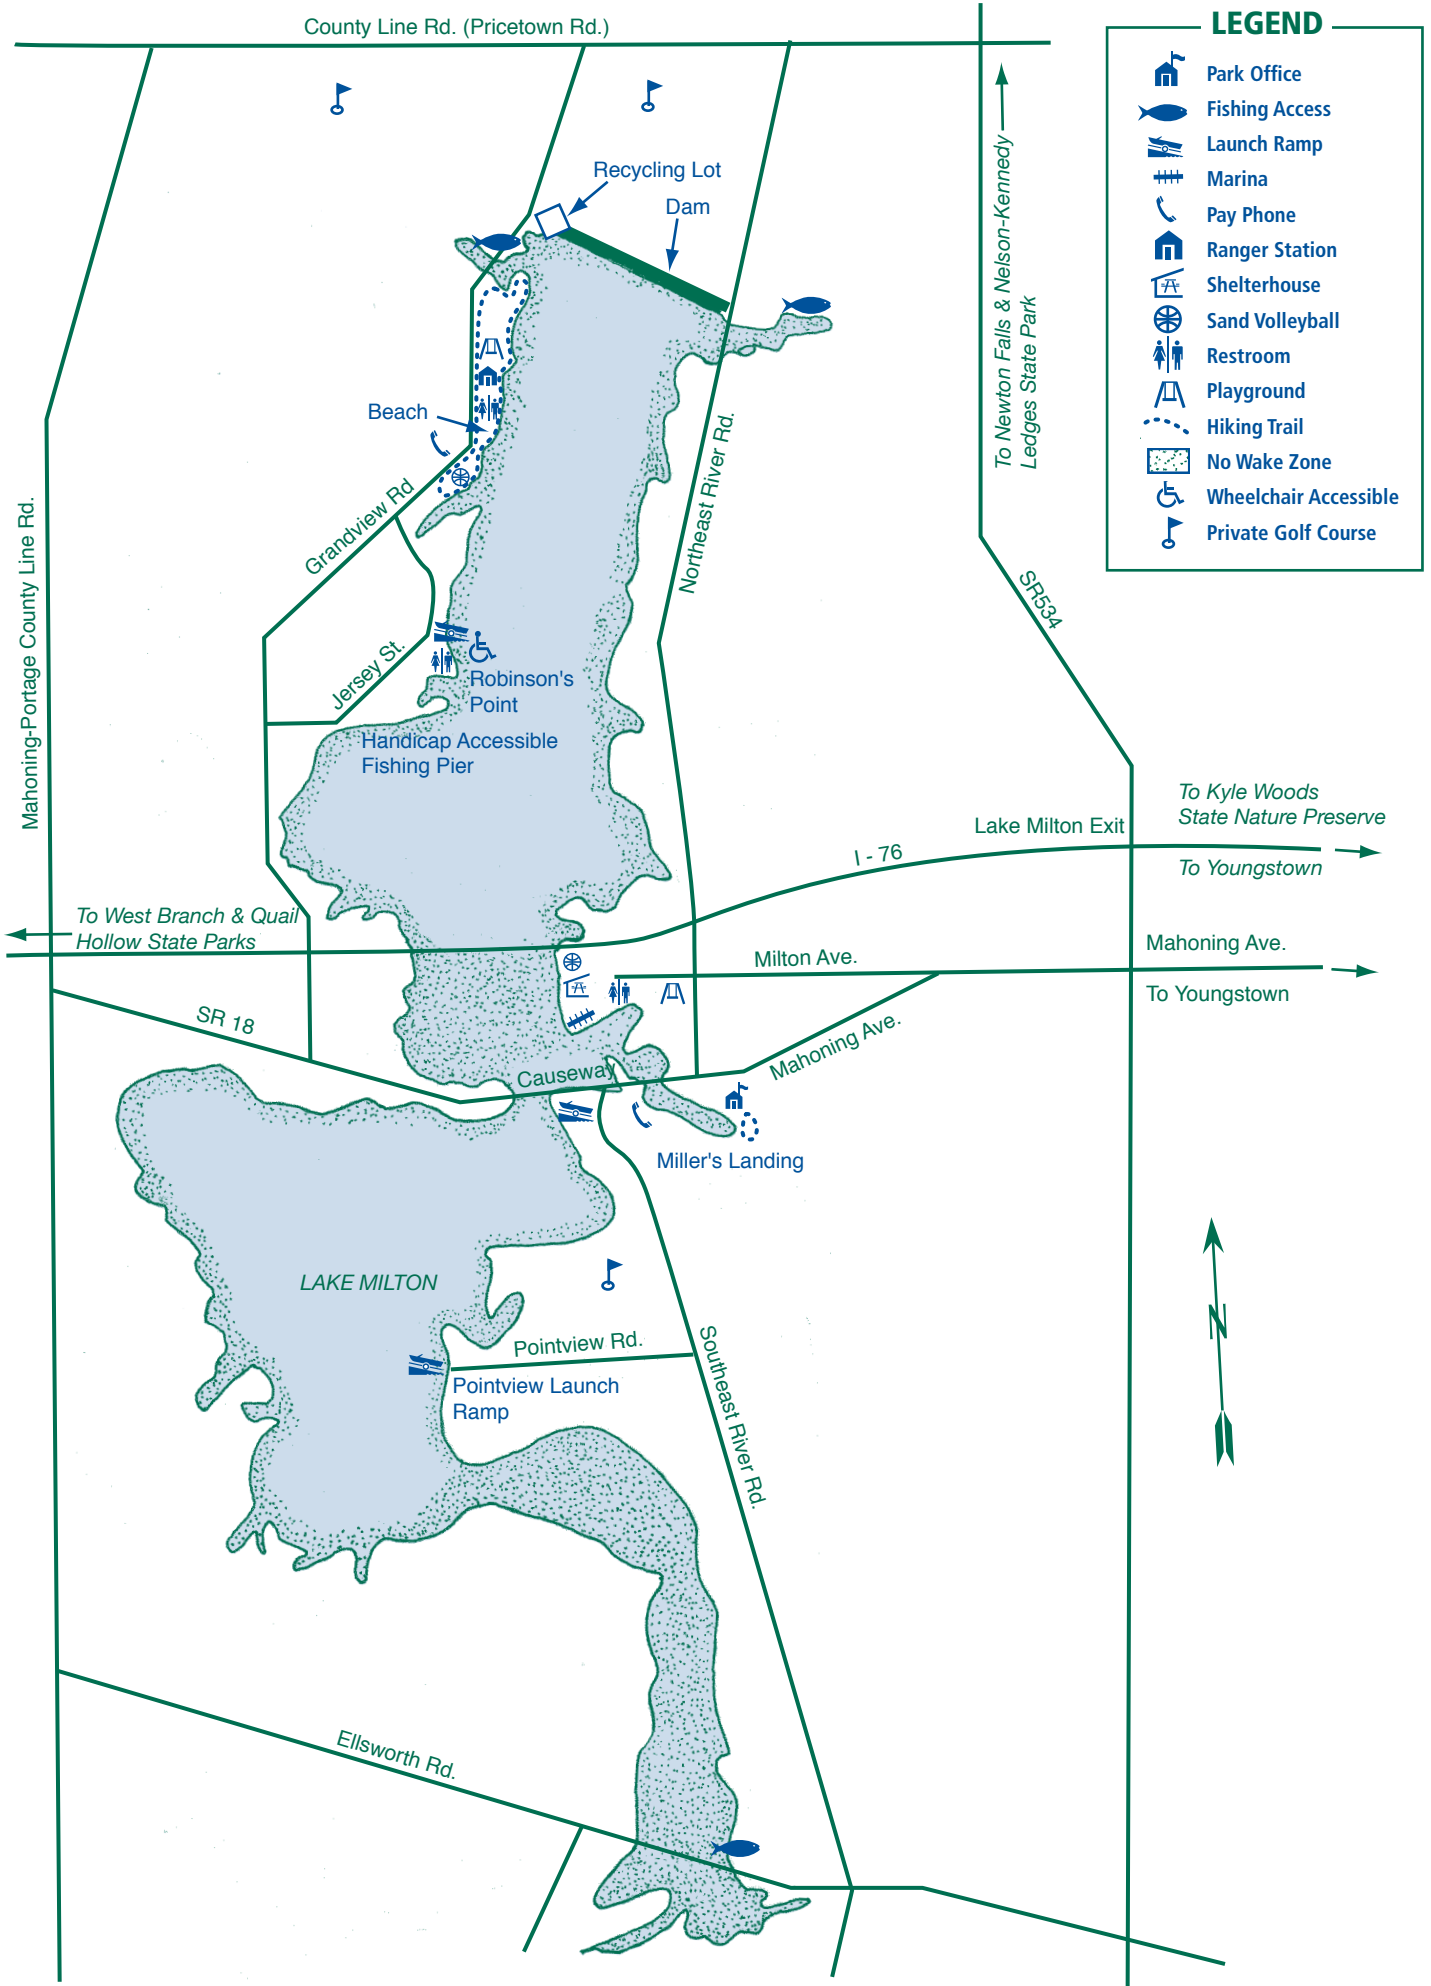 County Line Rd. (Pricetown Rd.)
LEGEND
Park Office
Fishing Access
Launch Ramp
Marina
Pay Phone
Ranger Station
Shelterhouse
Sand Volleyball
Restroom
Playground
Hiking Trail
No Wake Zone
Wheelchair Accessible
Private Golf Course
Recycling Lot
Dam
To Newton Falls & Nelson-Kennedy
Ledges State Park
Beach
Grandview Rd
Northeast River Rd.
Mahoning-Portage County Line Rd.
SR534
Jersey St.
Robinson's
Point
Handicap Accessible
Fishing Pier
To Kyle Woods
State Nature Preserve
Lake Milton Exit
I - 76
To Youngstown
To West Branch & Quail
Hollow State Parks
Milton Ave.
Mahoning Ave.
To Youngstown
SR 18
Mahoning Ave.
Causeway
Miller's Landing
LAKE MILTON
N
Pointview Rd.
Southeast River Rd.
Pointview Launch
Ramp
Ellsworth Rd.